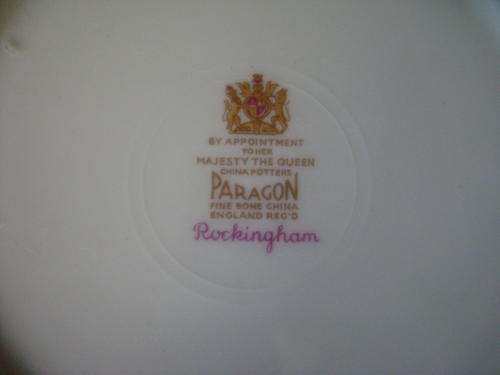 BY APPOINTMENT
TO HER
MAJESTY THE QUEEN
CHINA POTTERS
PARAGON
FINE BONE CHINA
ENGLAND REG'D
Rockingham